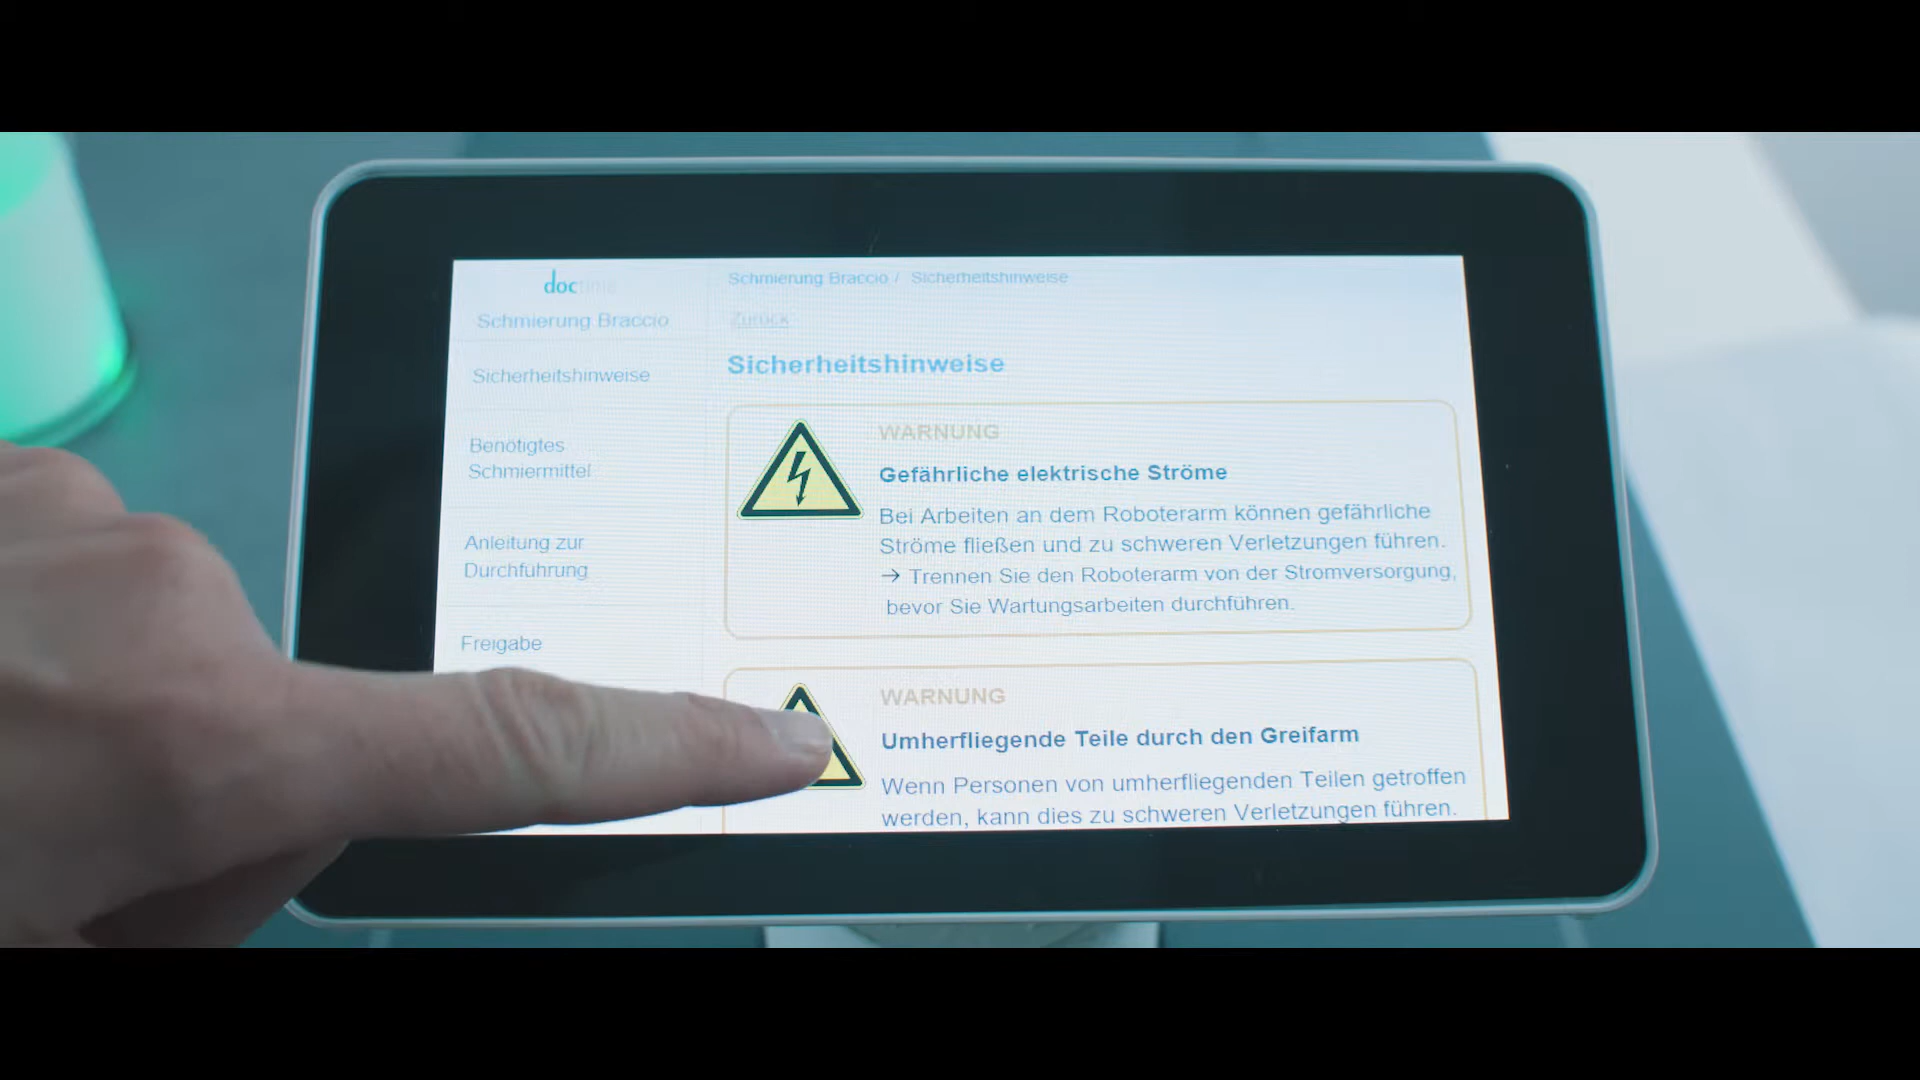 doctime
Schmierung Braccio
Sicherheitshinweise
Benötigtes
Schmiermittel
Anleitung zur
Durchführung
Freigabe
Schmierung Braccio / Sicherheitshinweise
Zurück
Sicherheitshinweise
WARNUNG
Gefährliche elektrische Ströme
Bei Arbeiten an dem Roboterarm können gefährliche
Ströme fließen und zu schweren Verletzungen führen.
→ Trennen Sie den Roboterarm von der Stromversorgung,
bevor Sie Wartungsarbeiten durchführen.
WARNUNG
Umherfliegende Teile durch den Greifarm
Wenn Personen von umherfliegenden Teilen getroffen
werden, kann dies zu schweren Verletzungen führen.